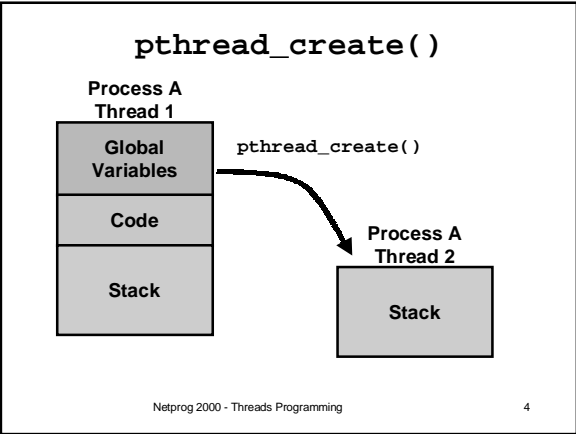 pthread_create()
Process A
Thread 1
Global
Variables
Code
Stack
pthread_create()
Process A
Thread 2
Stack
Netprog 2000 - Threads Programming
4